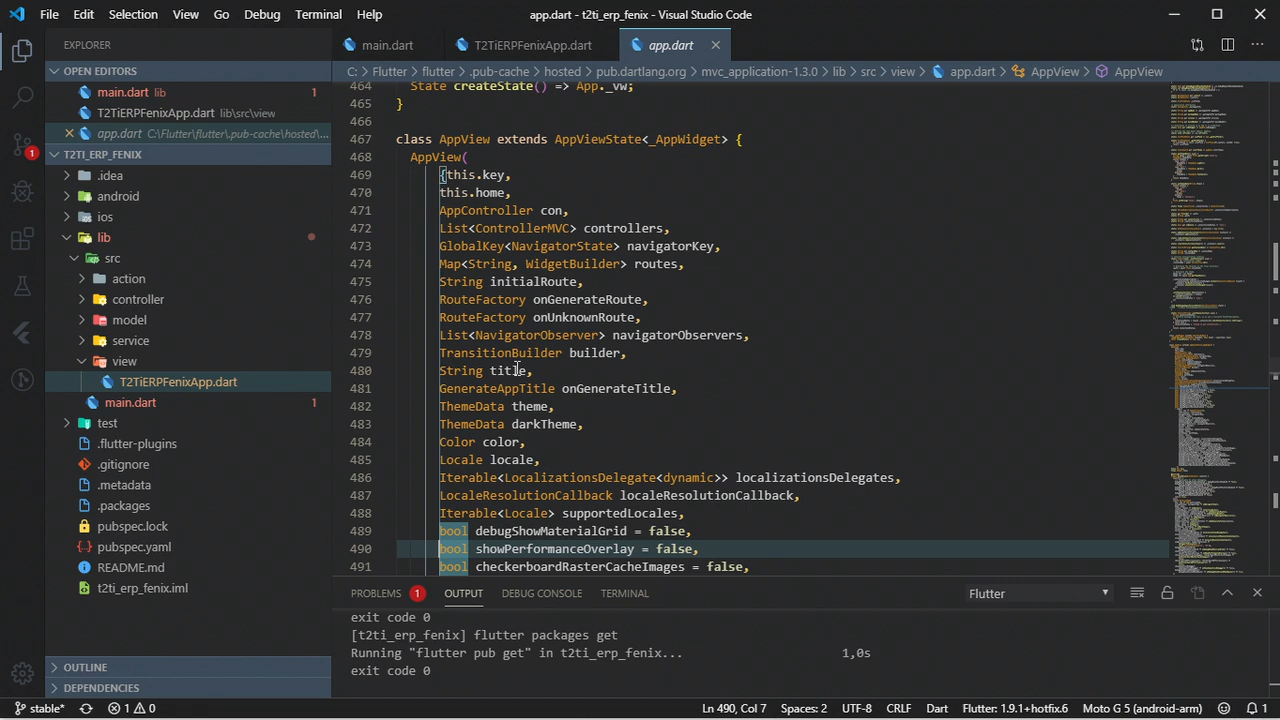 File Edit Selection View Go Debug Terminal Help
app.dart - t2ti_erp_fenix - Visual Studio Code
EXPLORER
OPEN EDITORS
main.dart lib 1
T2TiERPFenixApp.dart lib\src\view
app.dart C:\Flutter\flutter\.pub-cache\hosted\...
T2TI_ERP_FENIX
.idea
android
ios
lib
src
action
controller
model
service
view
T2TiERPFenixApp.dart
main.dart 1
test
.flutter-plugins
.gitignore
.metadata
.packages
pubspec.lock
pubspec.yaml
README.md
t2ti_erp_fenix.iml
OUTLINE
DEPENDENCIES
1
main.dart T2TiERPFenixApp.dart app.dart
C: > Flutter > flutter > .pub-cache > hosted > pub.dartlang.org > mvc_application-1.3.0 > lib > src > view > app.dart > AppView > AppView
464 State createState() => App._vw;
465 }
466
467 class AppView extends AppViewState<_AppWidget> {
468 AppView(
469 {this.key,
470 this.home,
471 AppController con,
472 List<ControllerMVC> controllers,
473 GlobalKey<NavigatorState> navigatorKey,
474 Map<String, WidgetBuilder> routes,
475 String initialRoute,
476 RouteFactory onGenerateRoute,
477 RouteFactory onUnknownRoute,
478 List<NavigatorObserver> navigatorObservers,
479 TransitionBuilder builder,
480 String title,
481 GenerateAppTitle onGenerateTitle,
482 ThemeData theme,
483 ThemeData darkTheme,
484 Color color,
485 Locale locale,
486 Iterable<LocalizationsDelegate<dynamic>> localizationsDelegates,
487 LocaleResolutionCallback localeResolutionCallback,
488 Iterable<Locale> supportedLocales,
489 bool debugShowMaterialGrid = false,
490 bool showPerformanceOverlay = false,
491 bool checkerboardRasterCacheImages = false,
PROBLEMS 1 OUTPUT DEBUG CONSOLE TERMINAL Flutter
exit code 0
[t2ti_erp_fenix] flutter packages get
Running "flutter pub get" in t2ti_erp_fenix... 1,0s
exit code 0
stable* 1 0 Ln 490, Col 7 Spaces: 2 UTF-8 CRLF Dart Flutter: 1.9.1+hotfix.6 Moto G 5 (android-arm) 1